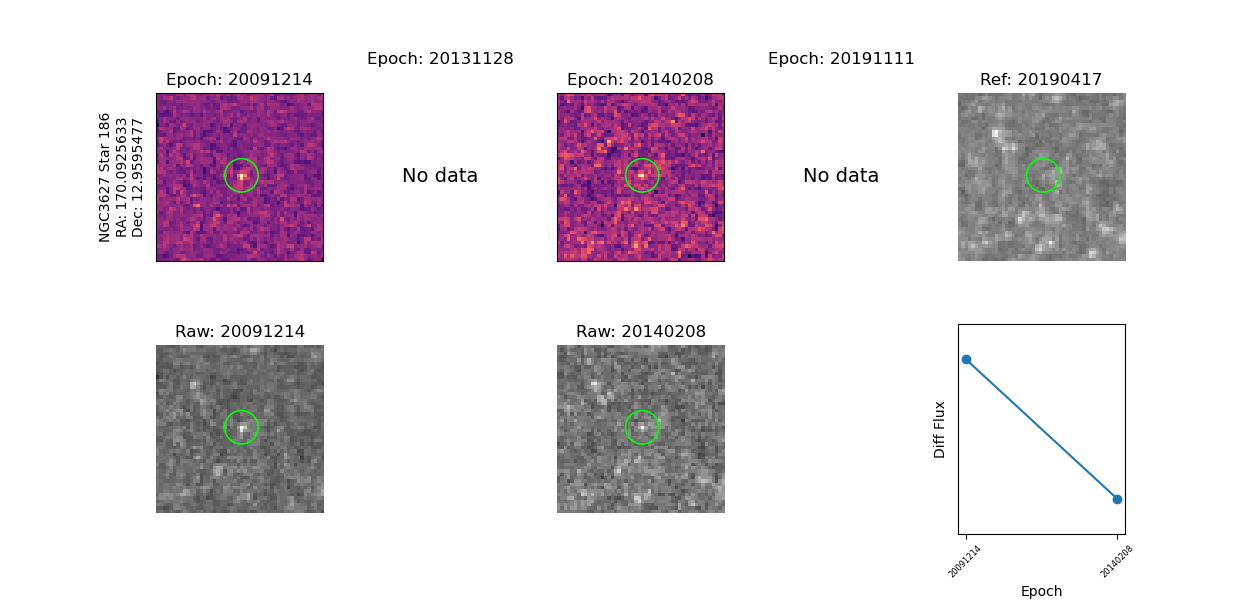 Epoch: 20131128
Epoch: 20191111
Epoch: 20091214
Epoch: 20140208
Ref: 20190417
NGC3627 Star 186
RA: 170.0925633
Dec: 12.9595477
No data
No data
Raw: 20091214
Raw: 20140208
Diff Flux
20091214
20140208
Epoch